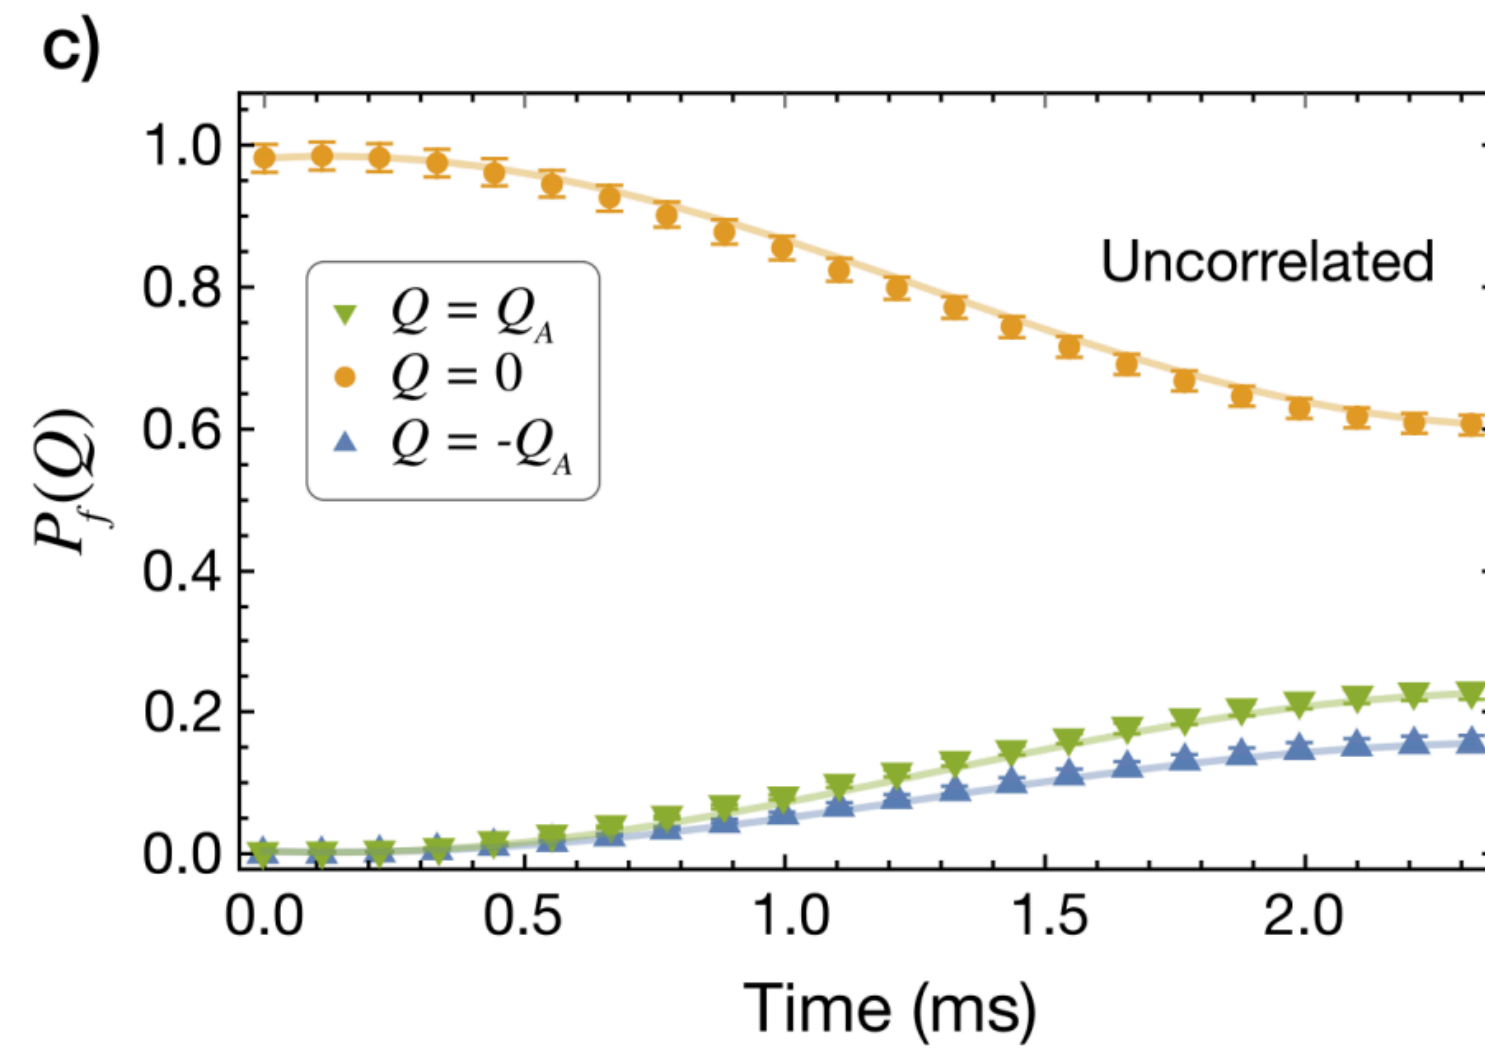 c)
1.0
0.8
0.6
0.4
0.2
0.0
P_f(Q)
Uncorrelated
Q = Q_A
Q = 0
Q = -Q_A
0.0 0.5 1.0 1.5 2.0
Time (ms)